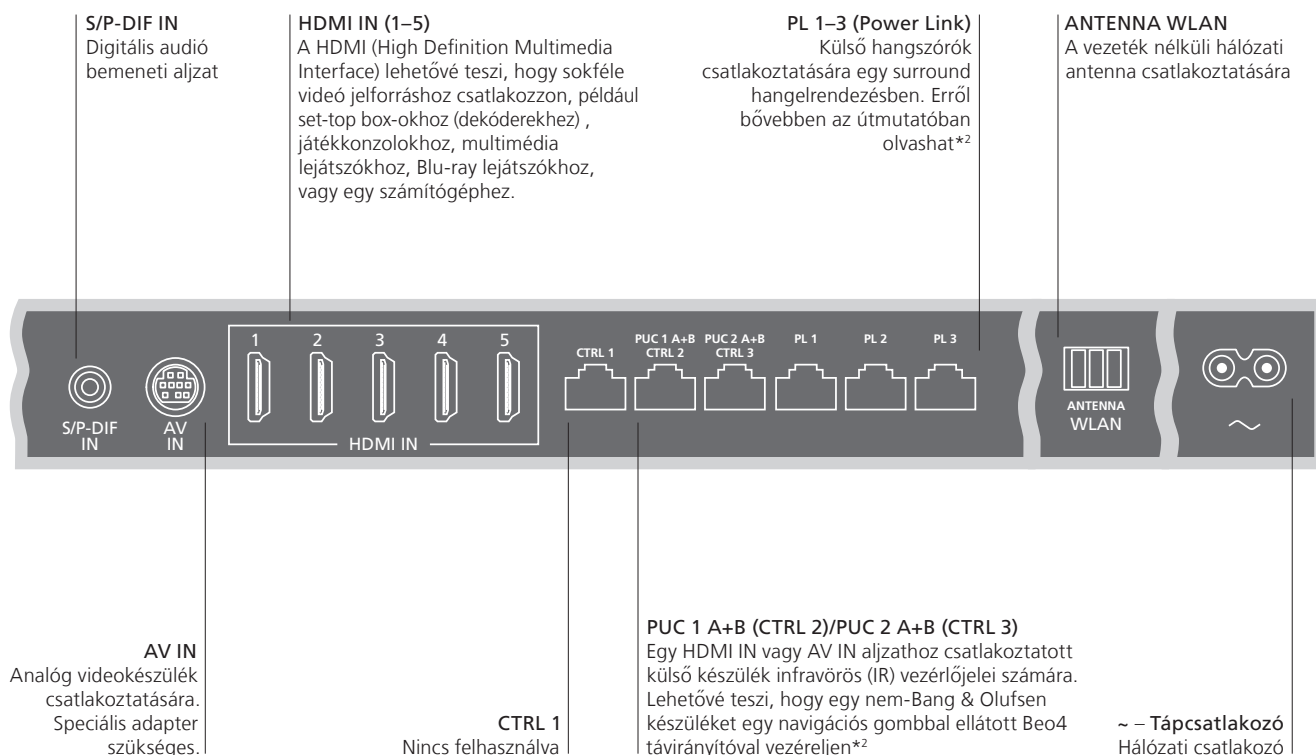 S/P-DIF IN
Digitális audió
bemeneti aljzat
HDMI IN (1–5)
A HDMI (High Definition Multimedia
Interface) lehetővé teszi, hogy sokféle
videó jelforráshoz csatlakozzon, például
set-top box-okhoz (dekóderekhez) ,
játékkonzolokhoz, multimédia
lejátszókhoz, Blu-ray lejátszókhoz,
vagy egy számítógéphez.
PL 1–3 (Power Link)
Külső hangszórók
csatlakoztatására egy surround
hangelrendezésben. Erről
bővebben az útmutatóban
olvashat*2
ANTENNA WLAN
A vezeték nélküli hálózati
antenna csatlakoztatására
S/P-DIF
IN
AV
IN
1 2 3 4 5
HDMI IN
CTRL 1
PUC 1 A+B
CTRL 2
PUC 2 A+B
CTRL 3
PL 1
PL 2
PL 3
ANTENNA
WLAN
~
AV IN
Analóg videokészülék
csatlakoztatására.
Speciális adapter
szükséges.
CTRL 1
Nincs felhasználva
PUC 1 A+B (CTRL 2)/PUC 2 A+B (CTRL 3)
Egy HDMI IN vagy AV IN aljzathoz csatlakoztatott
külső készülék infravörös (IR) vezérlőjelei számára.
Lehetővé teszi, hogy egy nem-Bang & Olufsen
készüléket egy navigációs gombbal ellátott Beo4
távirányítóval vezéreljen*2
~ – Tápcsatlakozó
Hálózati csatlakozó